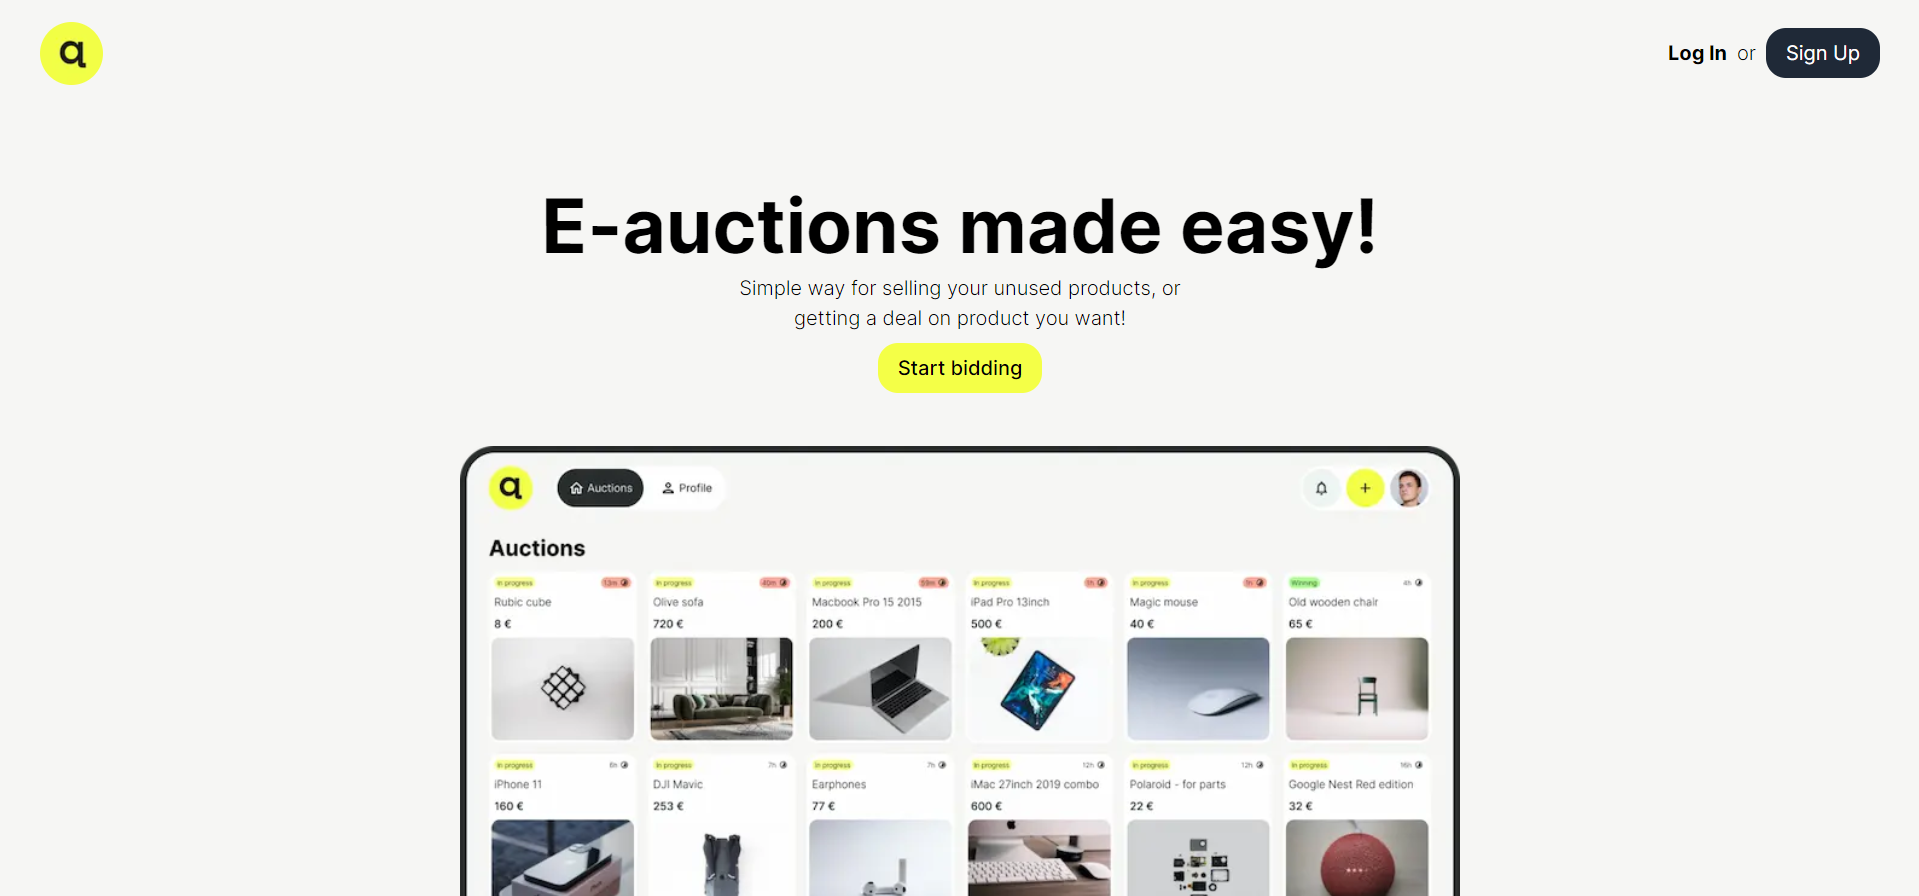 a
Log In or Sign Up
E-auctions made easy!
Simple way for selling your unused products, or
getting a deal on product you want!
Start bidding
a Auctions Profile +
Auctions
In progress 13m In progress 40m In progress 59m In progress 1h In progress 1h Winning 4h
Rubic cube Olive sofa Macbook Pro 15 2015 iPad Pro 13inch Magic mouse Old wooden chair
8 € 720 € 200 € 500 € 40 € 65 €
In progress 6h In progress 7h In progress 7h In progress 12h In progress 12h In progress 16h
iPhone 11 DJI Mavic Earphones iMac 27inch 2019 combo Polaroid - for parts Google Nest Red edition
160 € 253 € 77 € 600 € 22 € 32 €